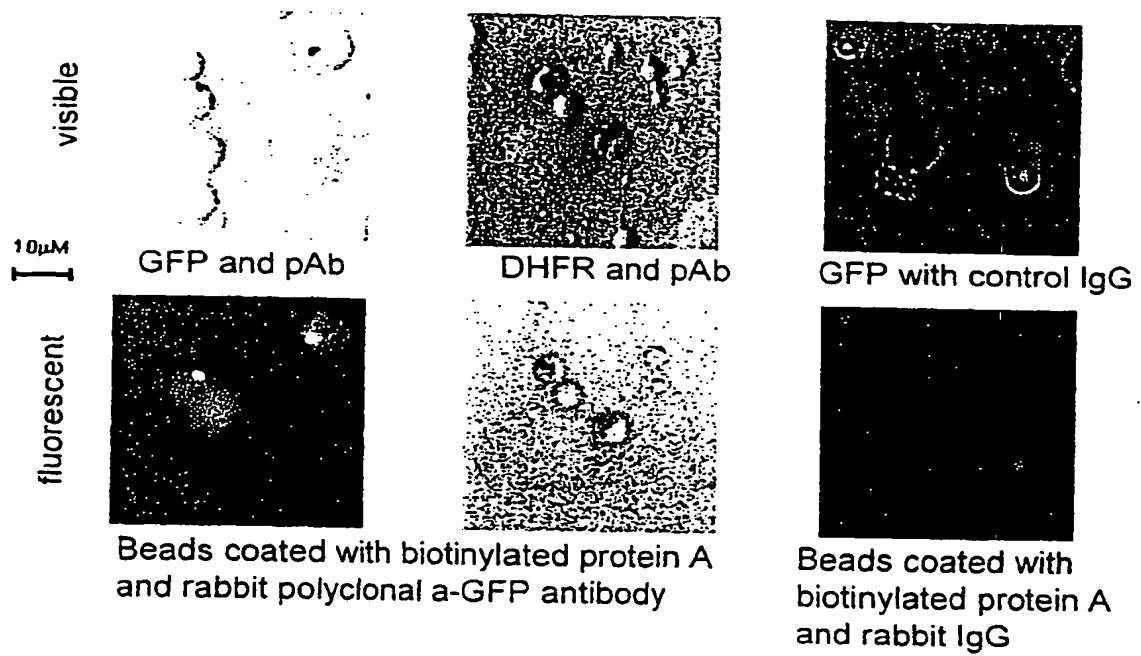 visible
10µM
GFP and pAb
DHFR and pAb
GFP with control IgG
fluorescent
Beads coated with biotinylated protein A
and rabbit polyclonal a-GFP antibody
Beads coated with
biotinylated protein A
and rabbit IgG